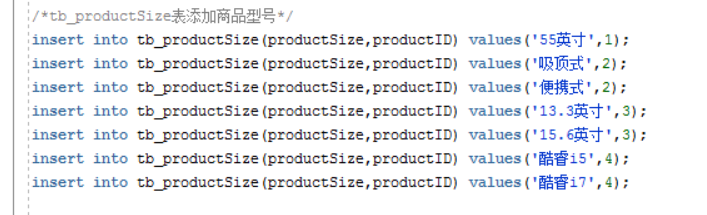 /*tb_productSize表添加商品型号*/
insert into tb_productSize(productSize,productID) values('55英寸',1);
insert into tb_productSize(productSize,productID) values('吸顶式',2);
insert into tb_productSize(productSize,productID) values('便携式',2);
insert into tb_productSize(productSize,productID) values('13.3英寸',3);
insert into tb_productSize(productSize,productID) values('15.6英寸',3);
insert into tb_productSize(productSize,productID) values('酷睿i5',4);
insert into tb_productSize(productSize,productID) values('酷睿i7',4);